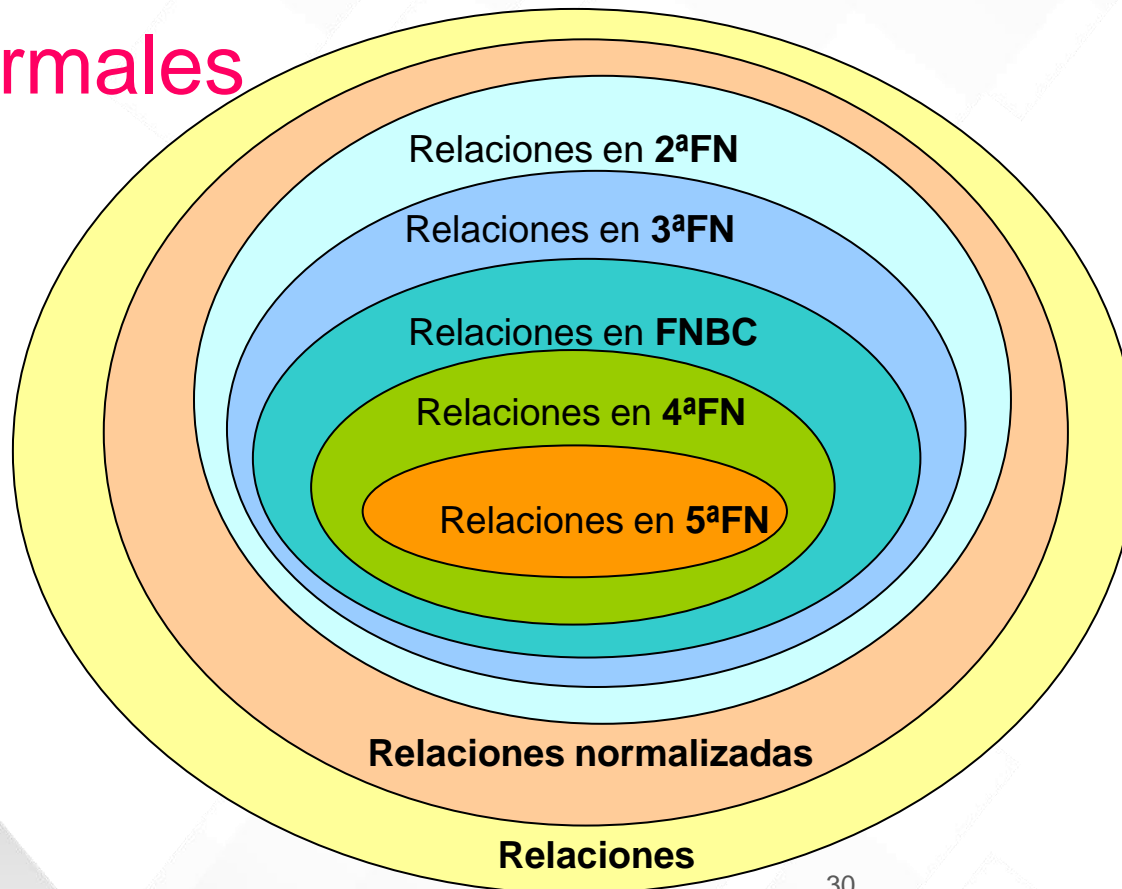 rmales
Relaciones en 2ªFN
Relaciones en 3ªFN
Relaciones en FNBC
Relaciones en 4ªFN
Relaciones en 5ªFN
Relaciones normalizadas
Relaciones
30